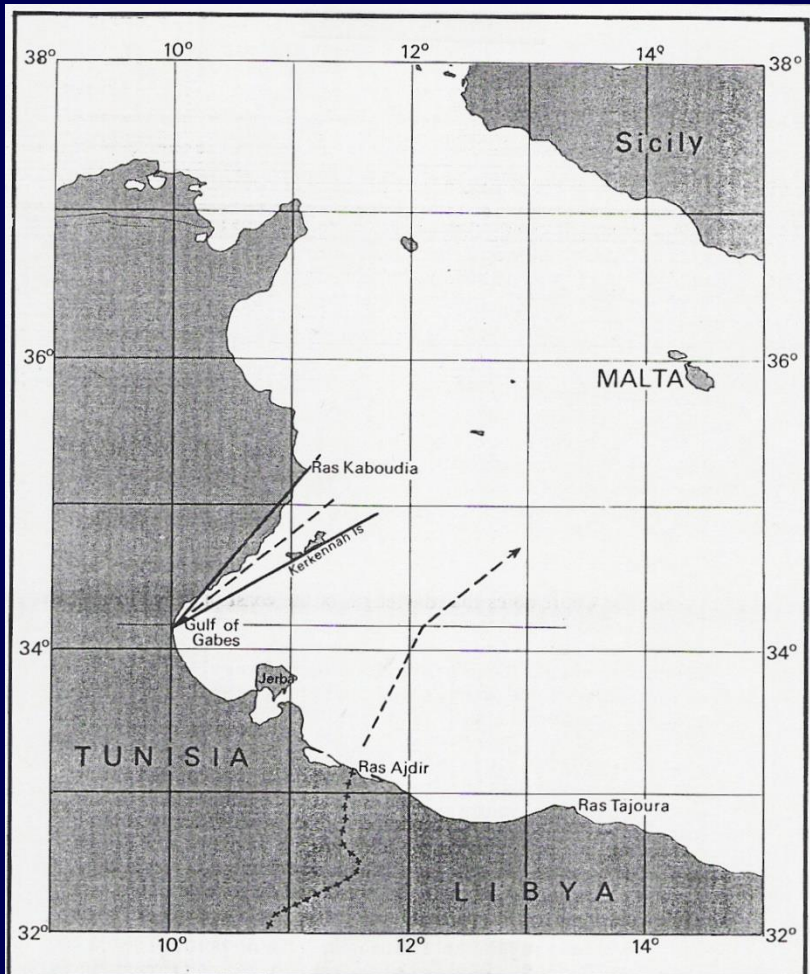 10° 12° 14°
38° 38°
Sicily
36° 36°
MALTA
Ras Kaboudia
Kerkennah Is
Gulf of
Gabes
34° 34°
Jerba
TUNISIA
Ras Ajdir
Ras Tajoura
LIBYA
32° 32°
10° 12° 14°